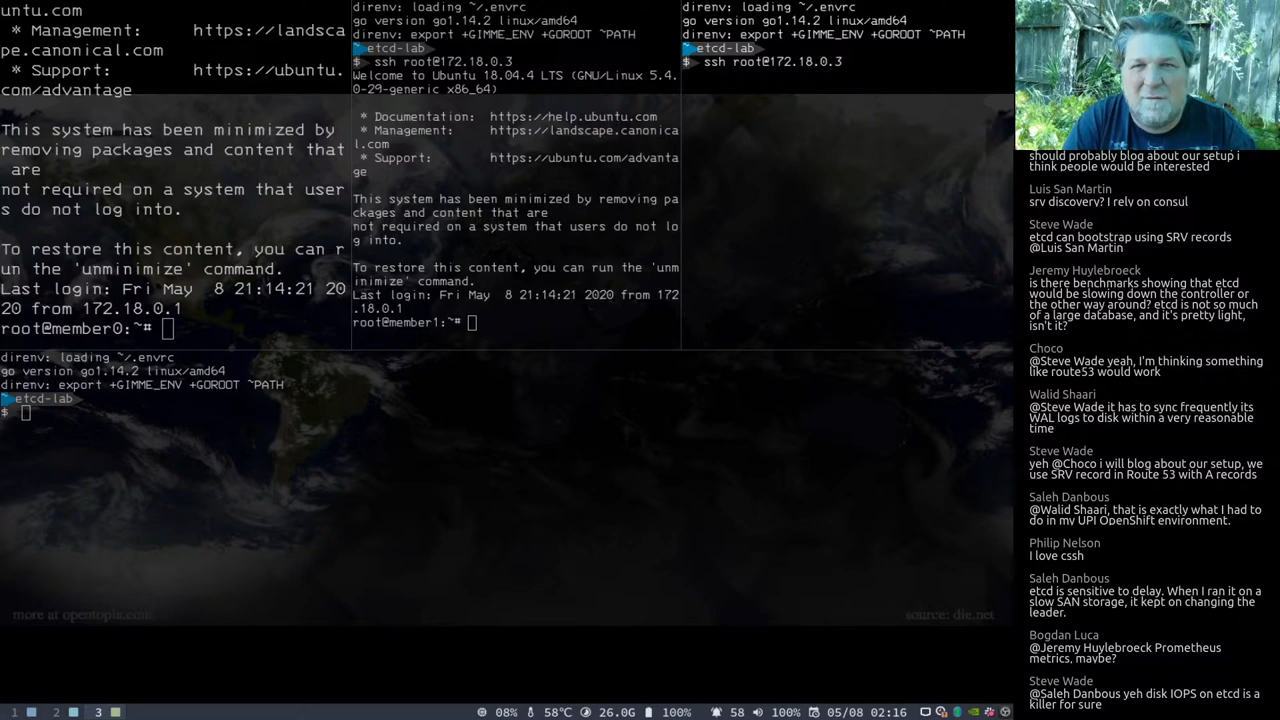 untu.com
* Management: https://landsca
pe.canonical.com
* Support: https://ubuntu.
com/advantage
This system has been minimized by
removing packages and content that
are
not required on a system that user
s do not log into.
To restore this content, you can r
un the 'unminimize' command.
Last login: Fri May 8 21:14:21 20
20 from 172.18.0.1
root@member0:~#
direnv: loading ~/.envrc
go version go1.14.2 linux/amd64
direnv: export +GIMME_ENV +GOROOT ~PATH
~ etcd-lab
$ ssh root@172.18.0.3
Welcome to Ubuntu 18.04.4 LTS (GNU/Linux 5.4.
0-29-generic x86_64)
* Documentation: https://help.ubuntu.com
* Management: https://landscape.canonica
l.com
* Support: https://ubuntu.com/advanta
ge
This system has been minimized by removing pa
ckages and content that are
not required on a system that users do not lo
g into.
To restore this content, you can run the 'unm
inimize' command.
Last login: Fri May 8 21:14:21 2020 from 172
.18.0.1
root@member1:~#
direnv: loading ~/.envrc
go version go1.14.2 linux/amd64
direnv: export +GIMME_ENV +GOROOT ~PATH
~ etcd-lab
$ ssh root@172.18.0.3
direnv: loading ~/.envrc
go version go1.14.2 linux/amd64
direnv: export +GIMME_ENV +GOROOT ~PATH
~ etcd-lab
$
more at opentopia.com
source: die.net
should probably blog about our setup i
think people would be interested
Luis San Martin
srv discovery? I rely on consul
Steve Wade
etcd can bootstrap using SRV records
@Luis San Martin
Jeremy Huylebroeck
is there benchmarks showing that etcd
would be slowing down the controller or
the other way around? etcd is not so much
of a large database, and it's pretty light,
isn't it?
Choco
@Steve Wade yeah, I'm thinking something
like route53 would work
Walid Shaari
@Steve Wade it has to sync frequently its
WAL logs to disk within a very reasonable
time
Steve Wade
yeh @Choco i will blog about our setup, we
use SRV record in Route 53 with A records
Saleh Danbous
@Walid Shaari, that is exactly what I had to
do in my UPI OpenShift environment.
Philip Nelson
I love cssh
Saleh Danbous
etcd is sensitive to delay. When I ran it on a
slow SAN storage, it kept on changing the
leader.
Bogdan Luca
@Jeremy Huylebroeck Prometheus
metrics, maybe?
Steve Wade
@Saleh Danbous yeh disk IOPS on etcd is a
killer for sure
1 2 3 08% 58℃ 26.0G 100% 58 100% 05/08 02:16